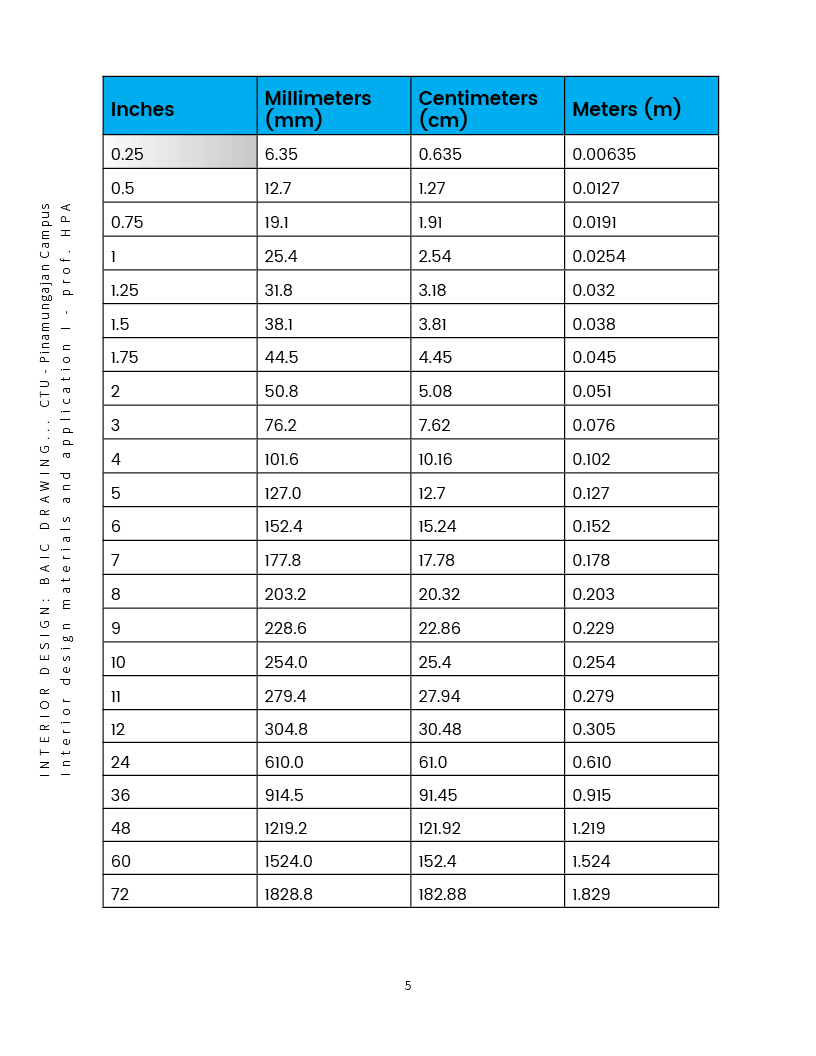 INTERIOR DESIGN: BAIC DRAWING... CTU - Pinamungajan Campus
Interior design materials and application I - prof. HPA
Inches Millimeters (mm) Centimeters (cm) Meters (m)
0.25 6.35 0.635 0.00635
0.5 12.7 1.27 0.0127
0.75 19.1 1.91 0.0191
1 25.4 2.54 0.0254
1.25 31.8 3.18 0.032
1.5 38.1 3.81 0.038
1.75 44.5 4.45 0.045
2 50.8 5.08 0.051
3 76.2 7.62 0.076
4 101.6 10.16 0.102
5 127.0 12.7 0.127
6 152.4 15.24 0.152
7 177.8 17.78 0.178
8 203.2 20.32 0.203
9 228.6 22.86 0.229
10 254.0 25.4 0.254
11 279.4 27.94 0.279
12 304.8 30.48 0.305
24 610.0 61.0 0.610
36 914.5 91.45 0.915
48 1219.2 121.92 1.219
60 1524.0 152.4 1.524
72 1828.8 182.88 1.829
5